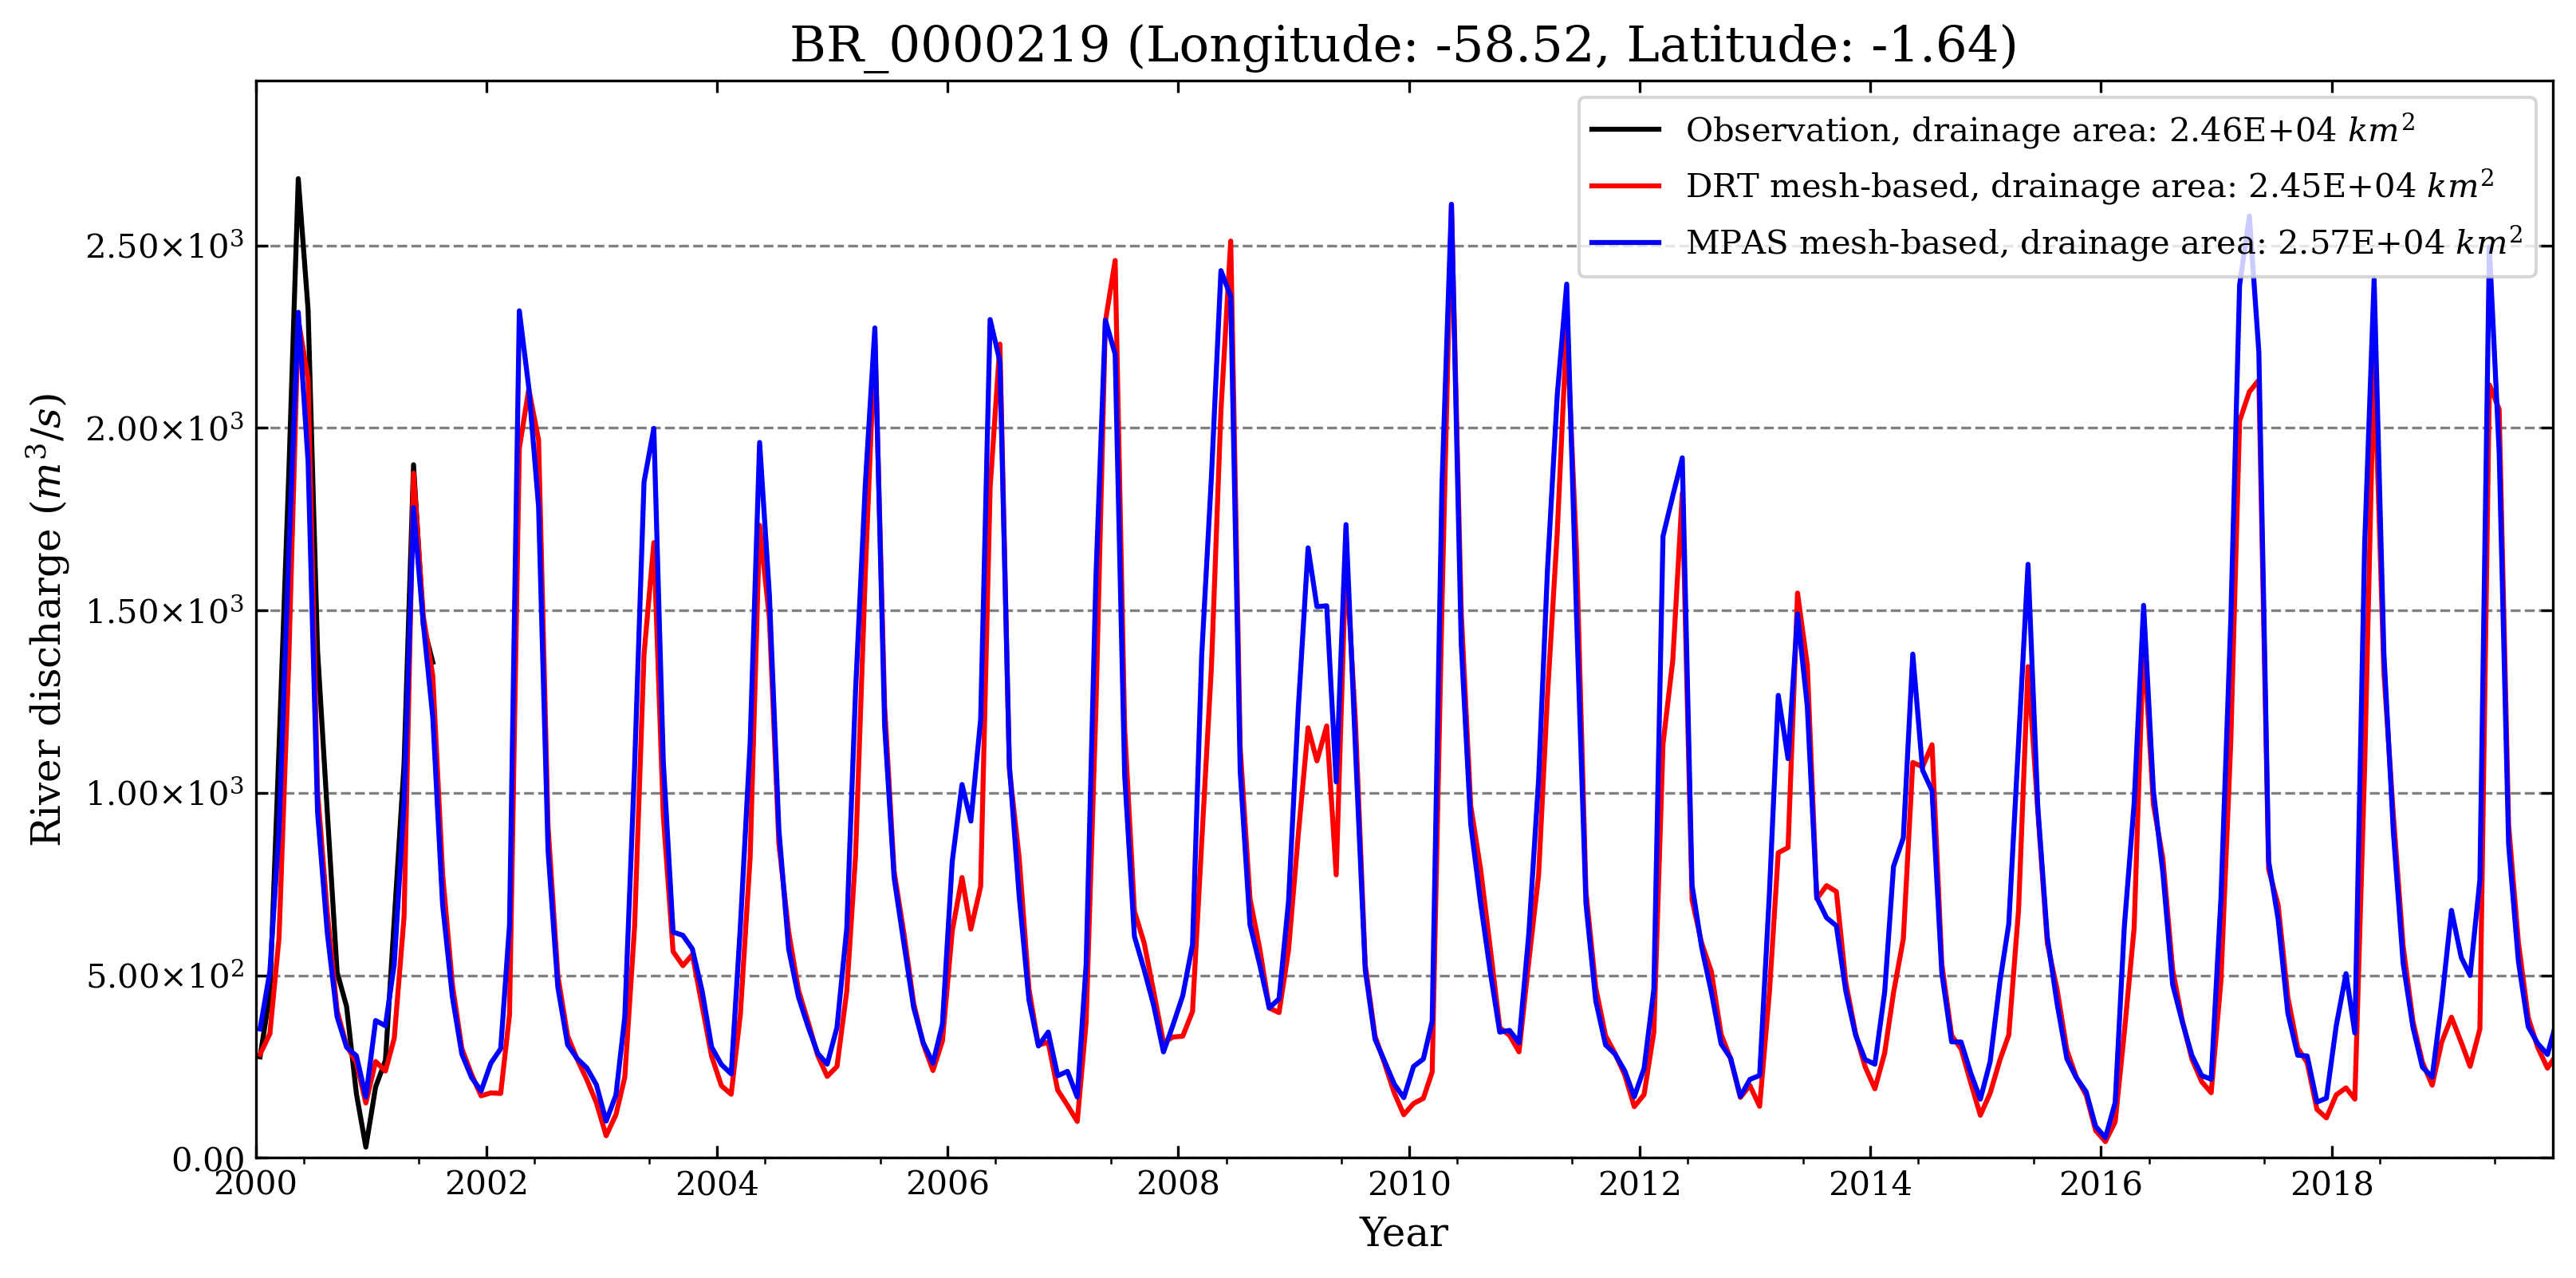 BR_0000219 (Longitude: -58.52, Latitude: -1.64)
Observation, drainage area: 2.46E+04 km²
DRT mesh-based, drainage area: 2.45E+04 km²
MPAS mesh-based, drainage area: 2.57E+04 km²
River discharge (m³/s)
2.50×10³
2.00×10³
1.50×10³
1.00×10³
5.00×10²
0.00
2000 2002 2004 2006 2008 2010 2012 2014 2016 2018
Year